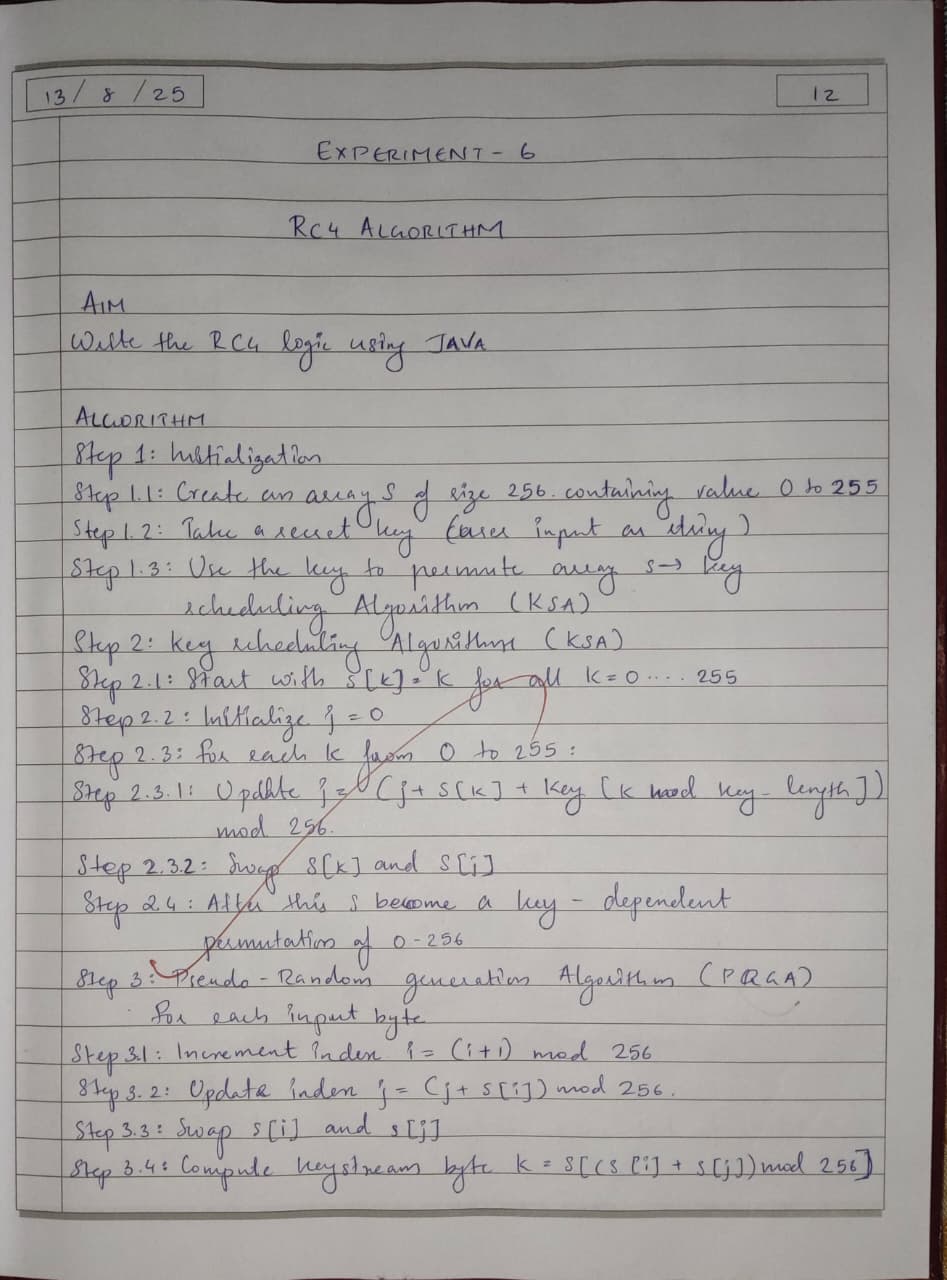 13/ 8 /25
12
EXPERIMENT - 6
RC4 ALGORITHM
AIM
Write the RC4 logic using JAVA
ALGORITHM
Step 1: Initialization
Step 1.1: Create an array S of size 256. containing value 0 to 255
Step 1.2: Take a secret key (user input as string)
Step 1.3: Use the key to permute array s→ key
scheduling Algorithm (KSA)
Step 2: Key scheduling Algorithm (KSA)
Step 2.1: Start with s[k] = k for all k=0.... 255
Step 2.2: Initialize j = 0
Step 2.3: for each k from 0 to 255:
Step 2.3.1: Update j = (j + s[k] + key [k mod key-length])
mod 256.
Step 2.3.2: Swap s[k] and s[j]
Step 2.4: After this s become a key - dependent
permutation of 0-256
Step 3: Pseudo-Random generation Algorithm (PRGA)
for each input byte
Step 3.1: Increment index i = (i+1) mod 256
Step 3.2: Update index j = (j + s[i]) mod 256.
Step 3.3: Swap s[i] and s[j]
Step 3.4: Compute keystream byte k = s[(s[i] + s[j]) mod 256]